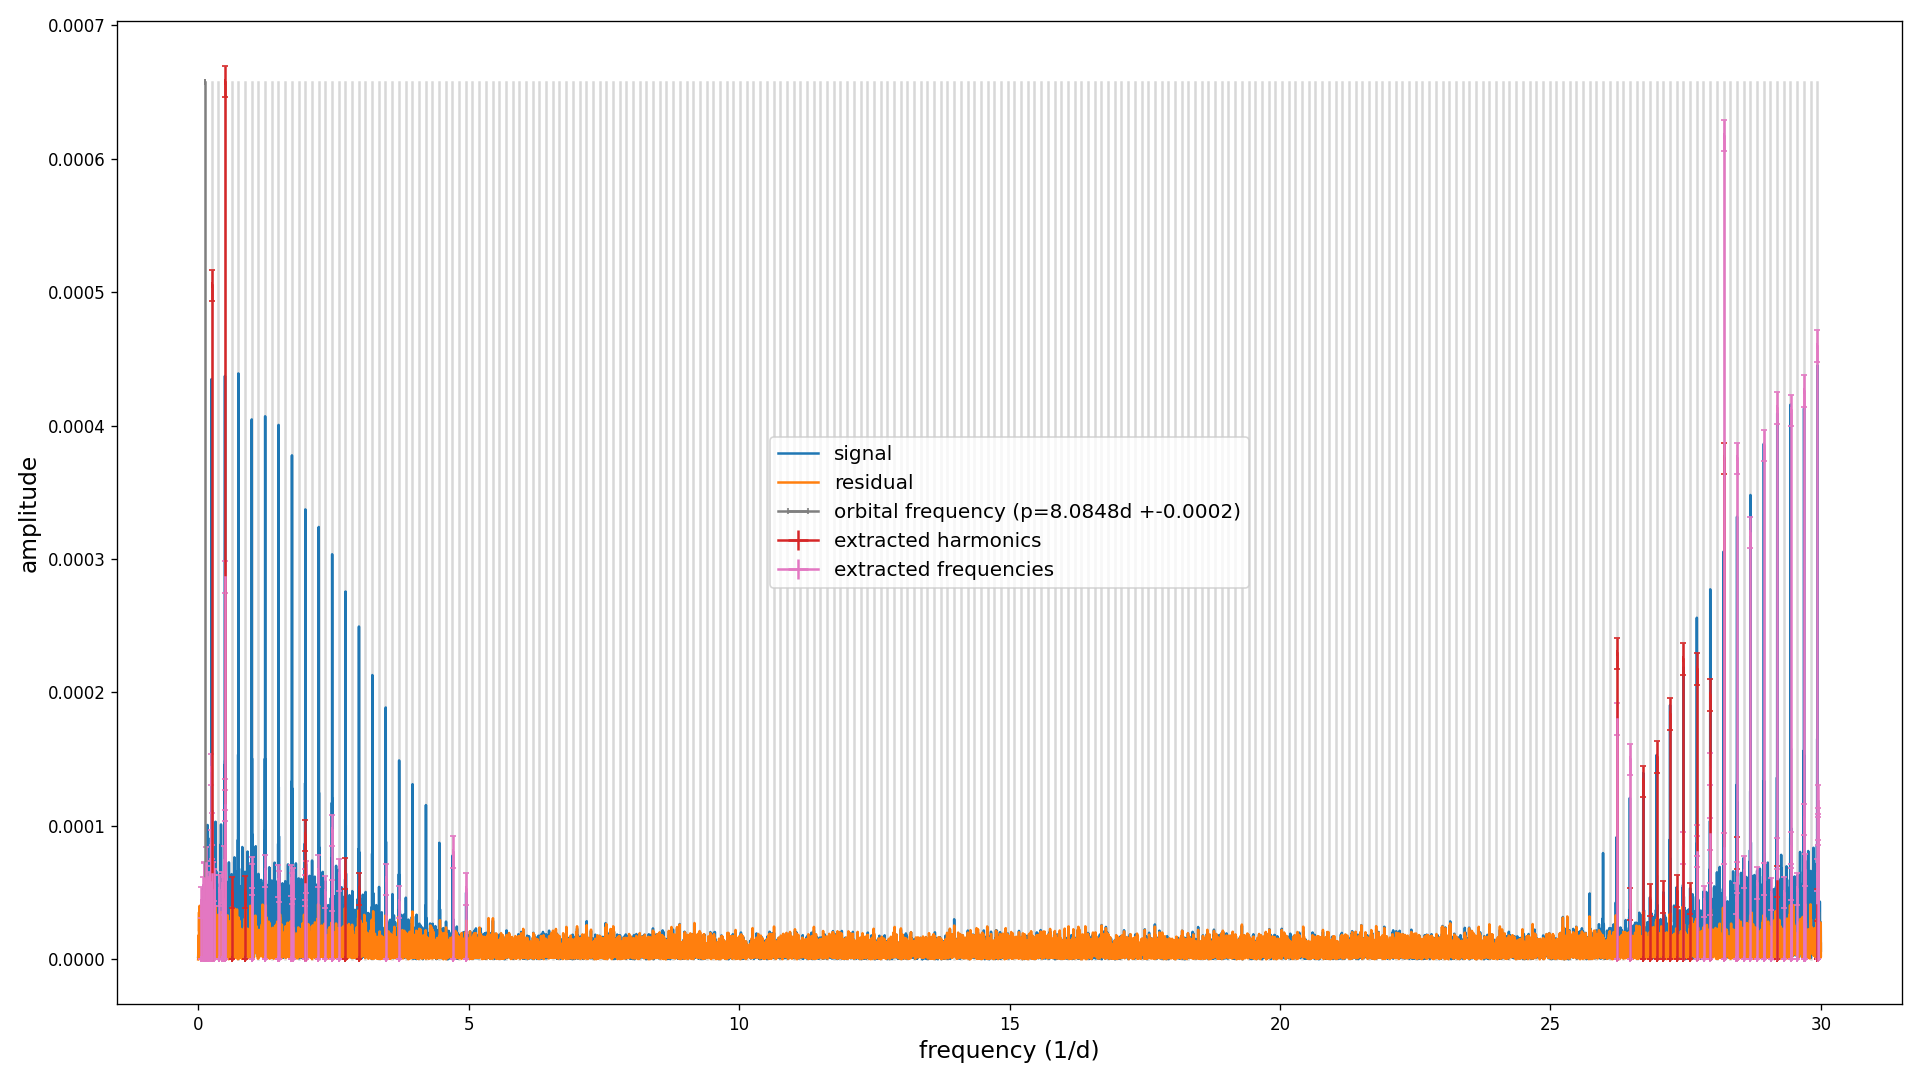 0.0007
0.0006
0.0005
0.0004
0.0003
0.0002
0.0001
0.0000
amplitude
signal
residual
orbital frequency (p=8.0848d +-0.0002)
extracted harmonics
extracted frequencies
0 5 10 15 20 25 30
frequency (1/d)